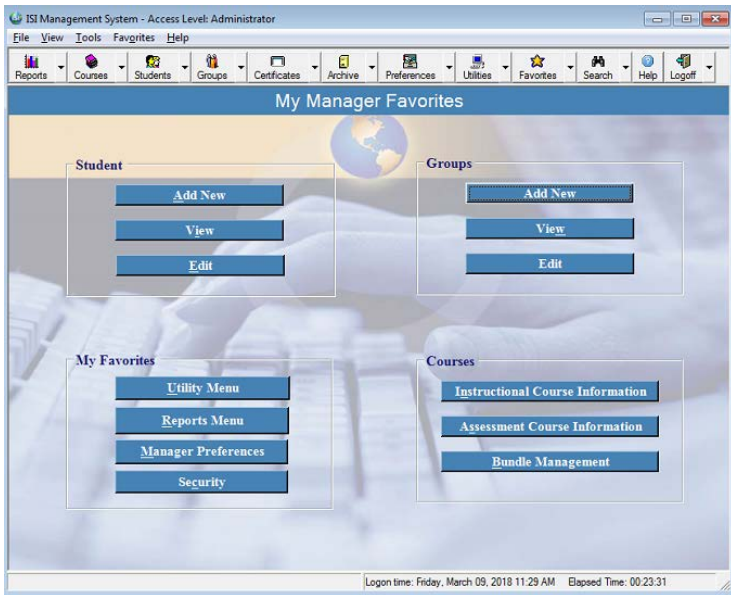 ISI Management System - Access Level: Administrator
File View Tools Favorites Help
Reports Courses Students Groups Certificates Archive Preferences Utilities Favorites Search Help Logoff
My Manager Favorites
Student
Add New
View
Edit
Groups
Add New
View
Edit
My Favorites
Utility Menu
Reports Menu
Manager Preferences
Security
Courses
Instructional Course Information
Assessment Course Information
Bundle Management
Logon time: Friday, March 09, 2018 11:29 AM Elapsed Time: 00:23:31